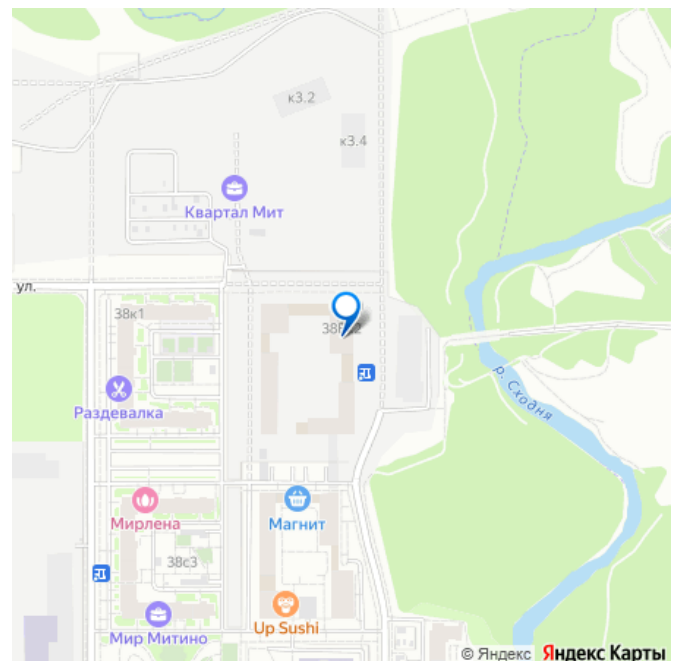 к3.2
к3.4
Квартал Мит
ул.
38к1
Раздевалка
р. Сходня
Мирлена
Магнит
38с3
Мир Митино
Up Sushi
© Яндекс Яндекс Карты